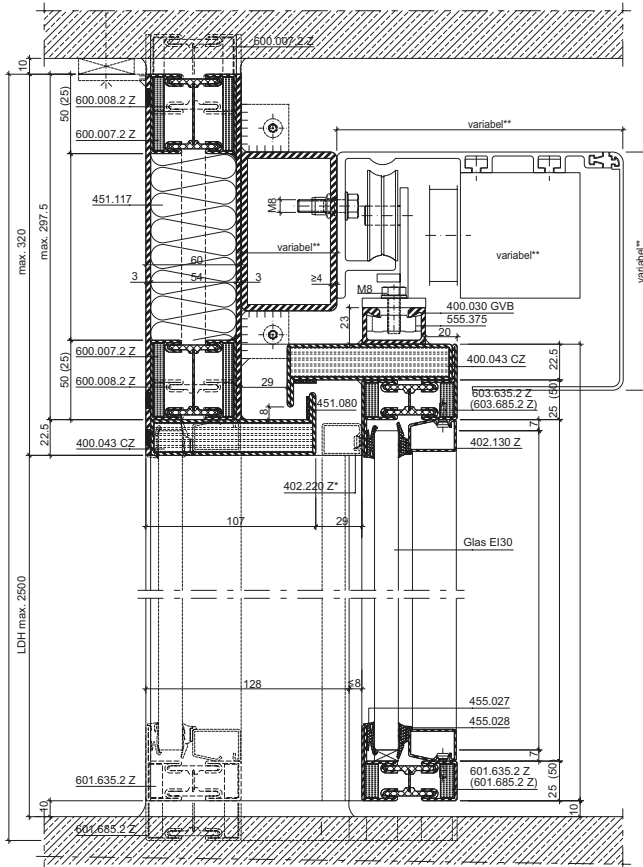 600.007.2 Z
10
50 (25)
600.008.2 Z
600.007.2 Z
variabel**
max. 320
max. 297.5
451.117
M8
variabel**
variabel**
variabel**
60
3
54
3
≥4
M8
400.030 GVB
555.375
23
20
600.007.2 Z
50 (25)
600.008.2 Z
29
400.043 CZ
22.5
603.635.2 Z
(603.685.2 Z)
25 (50)
8
451.080
7
22.5
400.043 CZ
402.130 Z
402.220 Z*
107
29
Glas EI30
LDH max. 2500
128
≤8
455.027
455.028
7
601.635.2 Z
601.635.2 Z
(601.685.2 Z)
25 (50)
10
10
601.685.2 Z